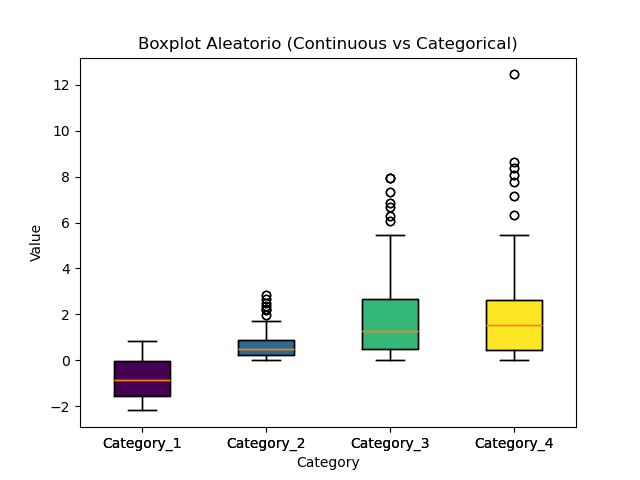 Boxplot Aleatorio (Continuous vs Categorical)
12
10
8
6
4
2
0
−2
Value
Category_1
Category_2
Category_3
Category_4
Category